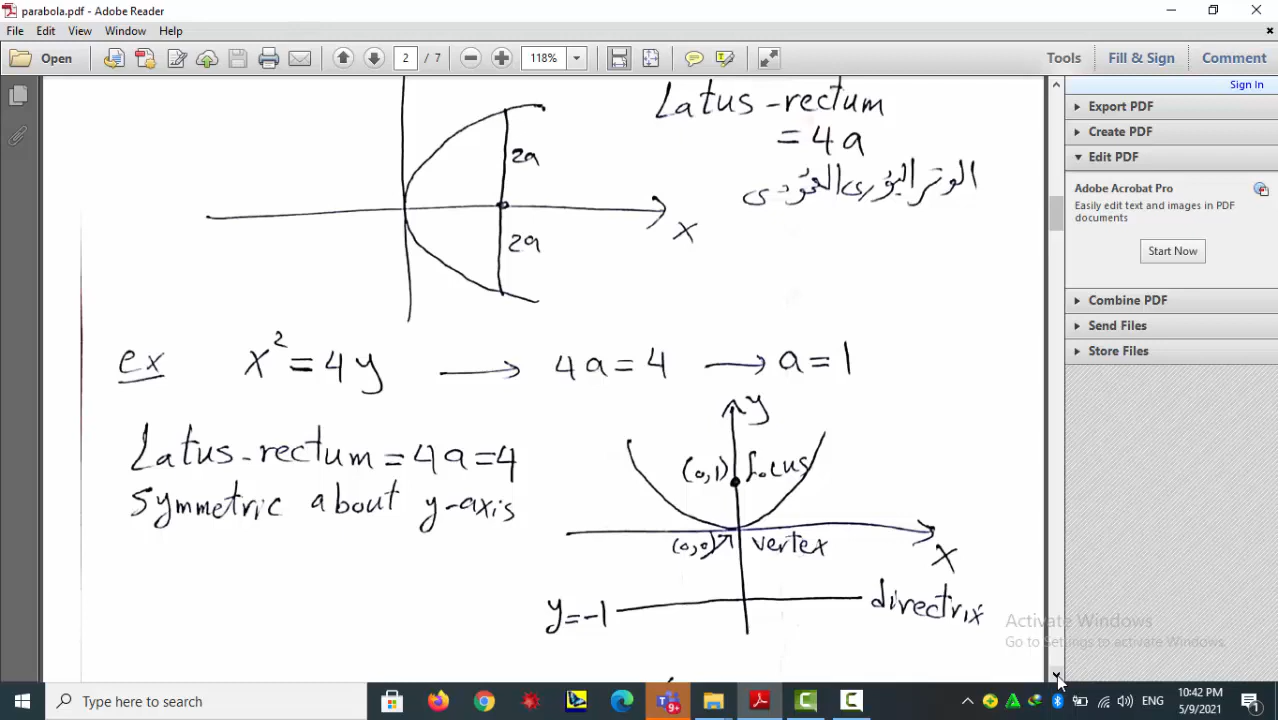 parabola.pdf - Adobe Reader
File Edit View Window Help
Open 2 / 7 118% Tools Fill & Sign Comment
Sign In
Export PDF
Create PDF
Edit PDF
Adobe Acrobat Pro
Easily edit text and images in PDF
documents
Start Now
Combine PDF
Send Files
Store Files
Latus-rectum
= 4a
الوتر البؤرى العمودى
2a
x
2a
ex x² = 4y → 4a = 4 → a = 1
Latus-rectum = 4a = 4
Symmetric about y-axis
y
(0,1) focus
(0,0) vertex
x
y = -1 directrix
Activate Windows
Go to Settings to activate Windows.
Type here to search
9+
ENG
10:42 PM
5/9/2021
1